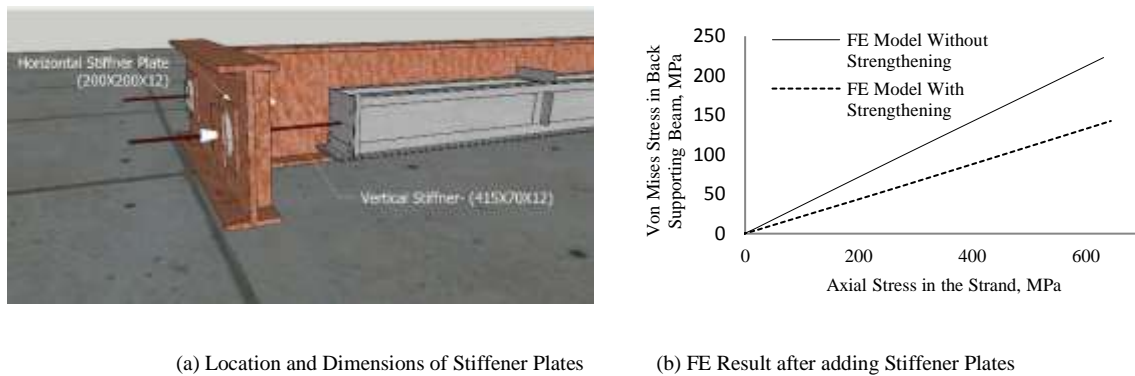 Horizontal Stiffner Plate
(200X200X12)
Vertical Stiffner- (415X70X12)
Von Mises Stress in Back
Supporting Beam, MPa
250
200
150
100
50
0
FE Model Without
Strengthening
FE Model With
Strengthening
0
200
400
600
Axial Stress in the Strand, MPa
(a) Location and Dimensions of Stiffener Plates
(b) FE Result after adding Stiffener Plates